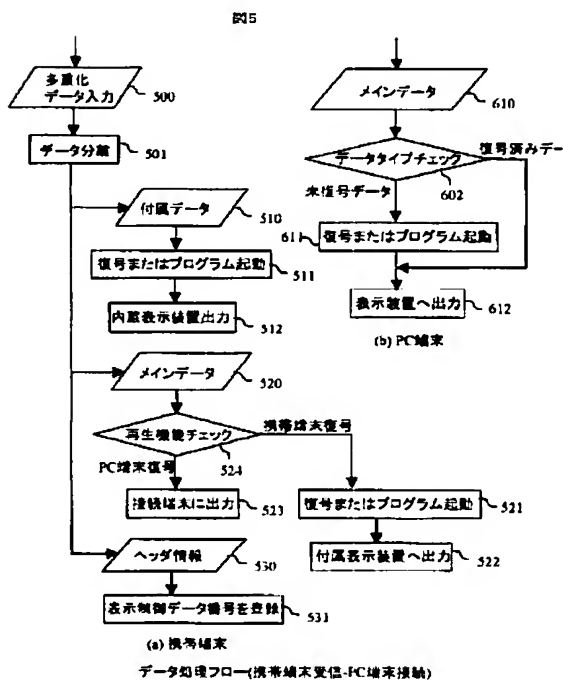 図5
多重化
データ入力
500
データ分離
501
付属データ
510
復号またはプログラム起動
511
内蔵表示装置出力
512
メインデータ
520
再生機能チェック
524
携帯端末復号
PC端末復号
接続端末に出力
523
復号またはプログラム起動
521
付属表示装置へ出力
522
ヘッダ情報
530
表示制御データ番号を登録
531
(a) 携帯端末
メインデータ
610
データタイプチェック
602
復号済みデー
未復号データ
復号またはプログラム起動
611
表示装置へ出力
612
(b) PC端末
データ処理フロー(携帯端末受信-PC端末接続)